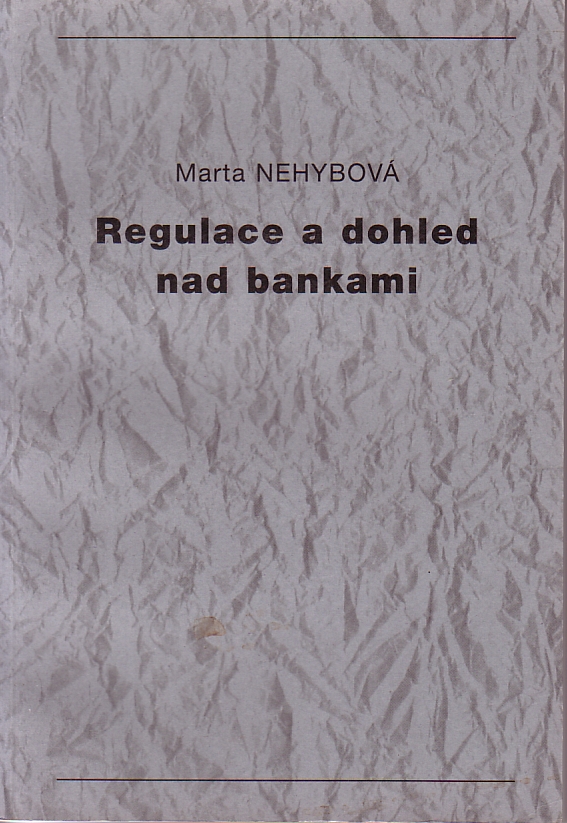 Marta NEHYBOVÁ
Regulace a dohled
nad bankami